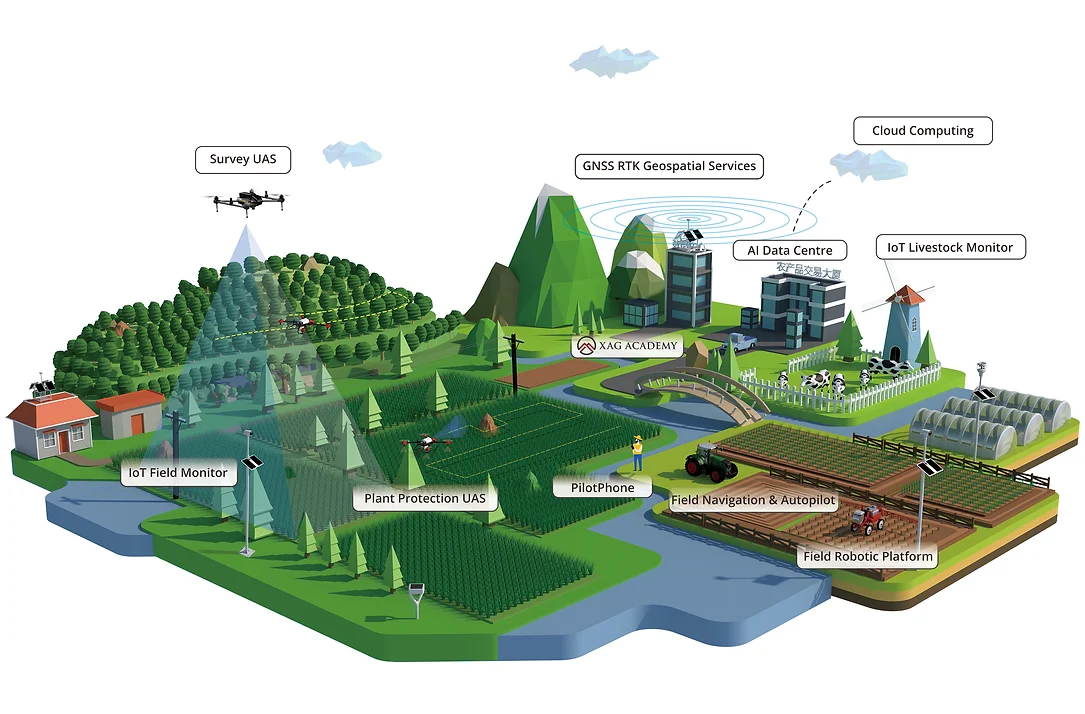 Cloud Computing
Survey UAS
GNSS RTK Geospatial Services
AI Data Centre
IoT Livestock Monitor
农产品交易大厦
XAG ACADEMY
IoT Field Monitor
Plant Protection UAS
PilotPhone
Field Navigation & Autopilot
Field Robotic Platform